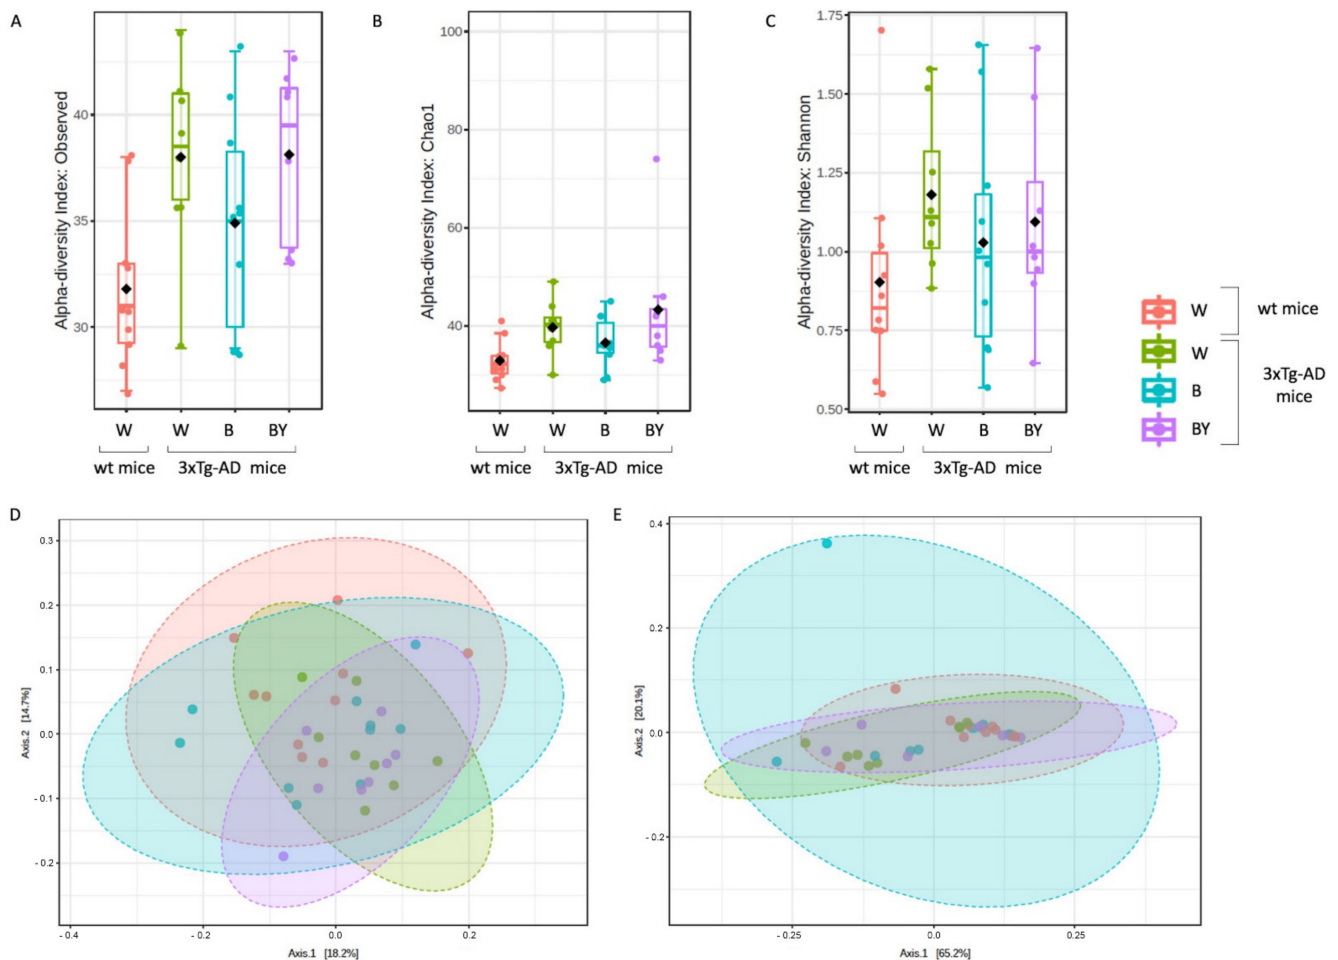 A
Alpha-diversity Index: Observed
40
35
30
W W B BY
wt mice 3xTg-AD mice
B
Alpha-diversity Index: Chao1
100
80
60
40
W W B BY
wt mice 3xTg-AD mice
C
Alpha-diversity Index: Shannon
1.75
1.50
1.25
1.00
0.75
0.50
W W B BY
wt mice 3xTg-AD mice
W wt mice
W
B
BY
3xTg-AD
mice
D
Axis.2 [14.7%]
0.3
0.2
0.1
0.0
- 0.1
- 0.2
- 0.4 - 0.2 0.0 0.2
Axis.1 [18.2%]
E
Axis.2 [20.1%]
0.4
0.2
0.0
- 0.2
- 0.25 0.0 0.25
Axis.1 [65.2%]